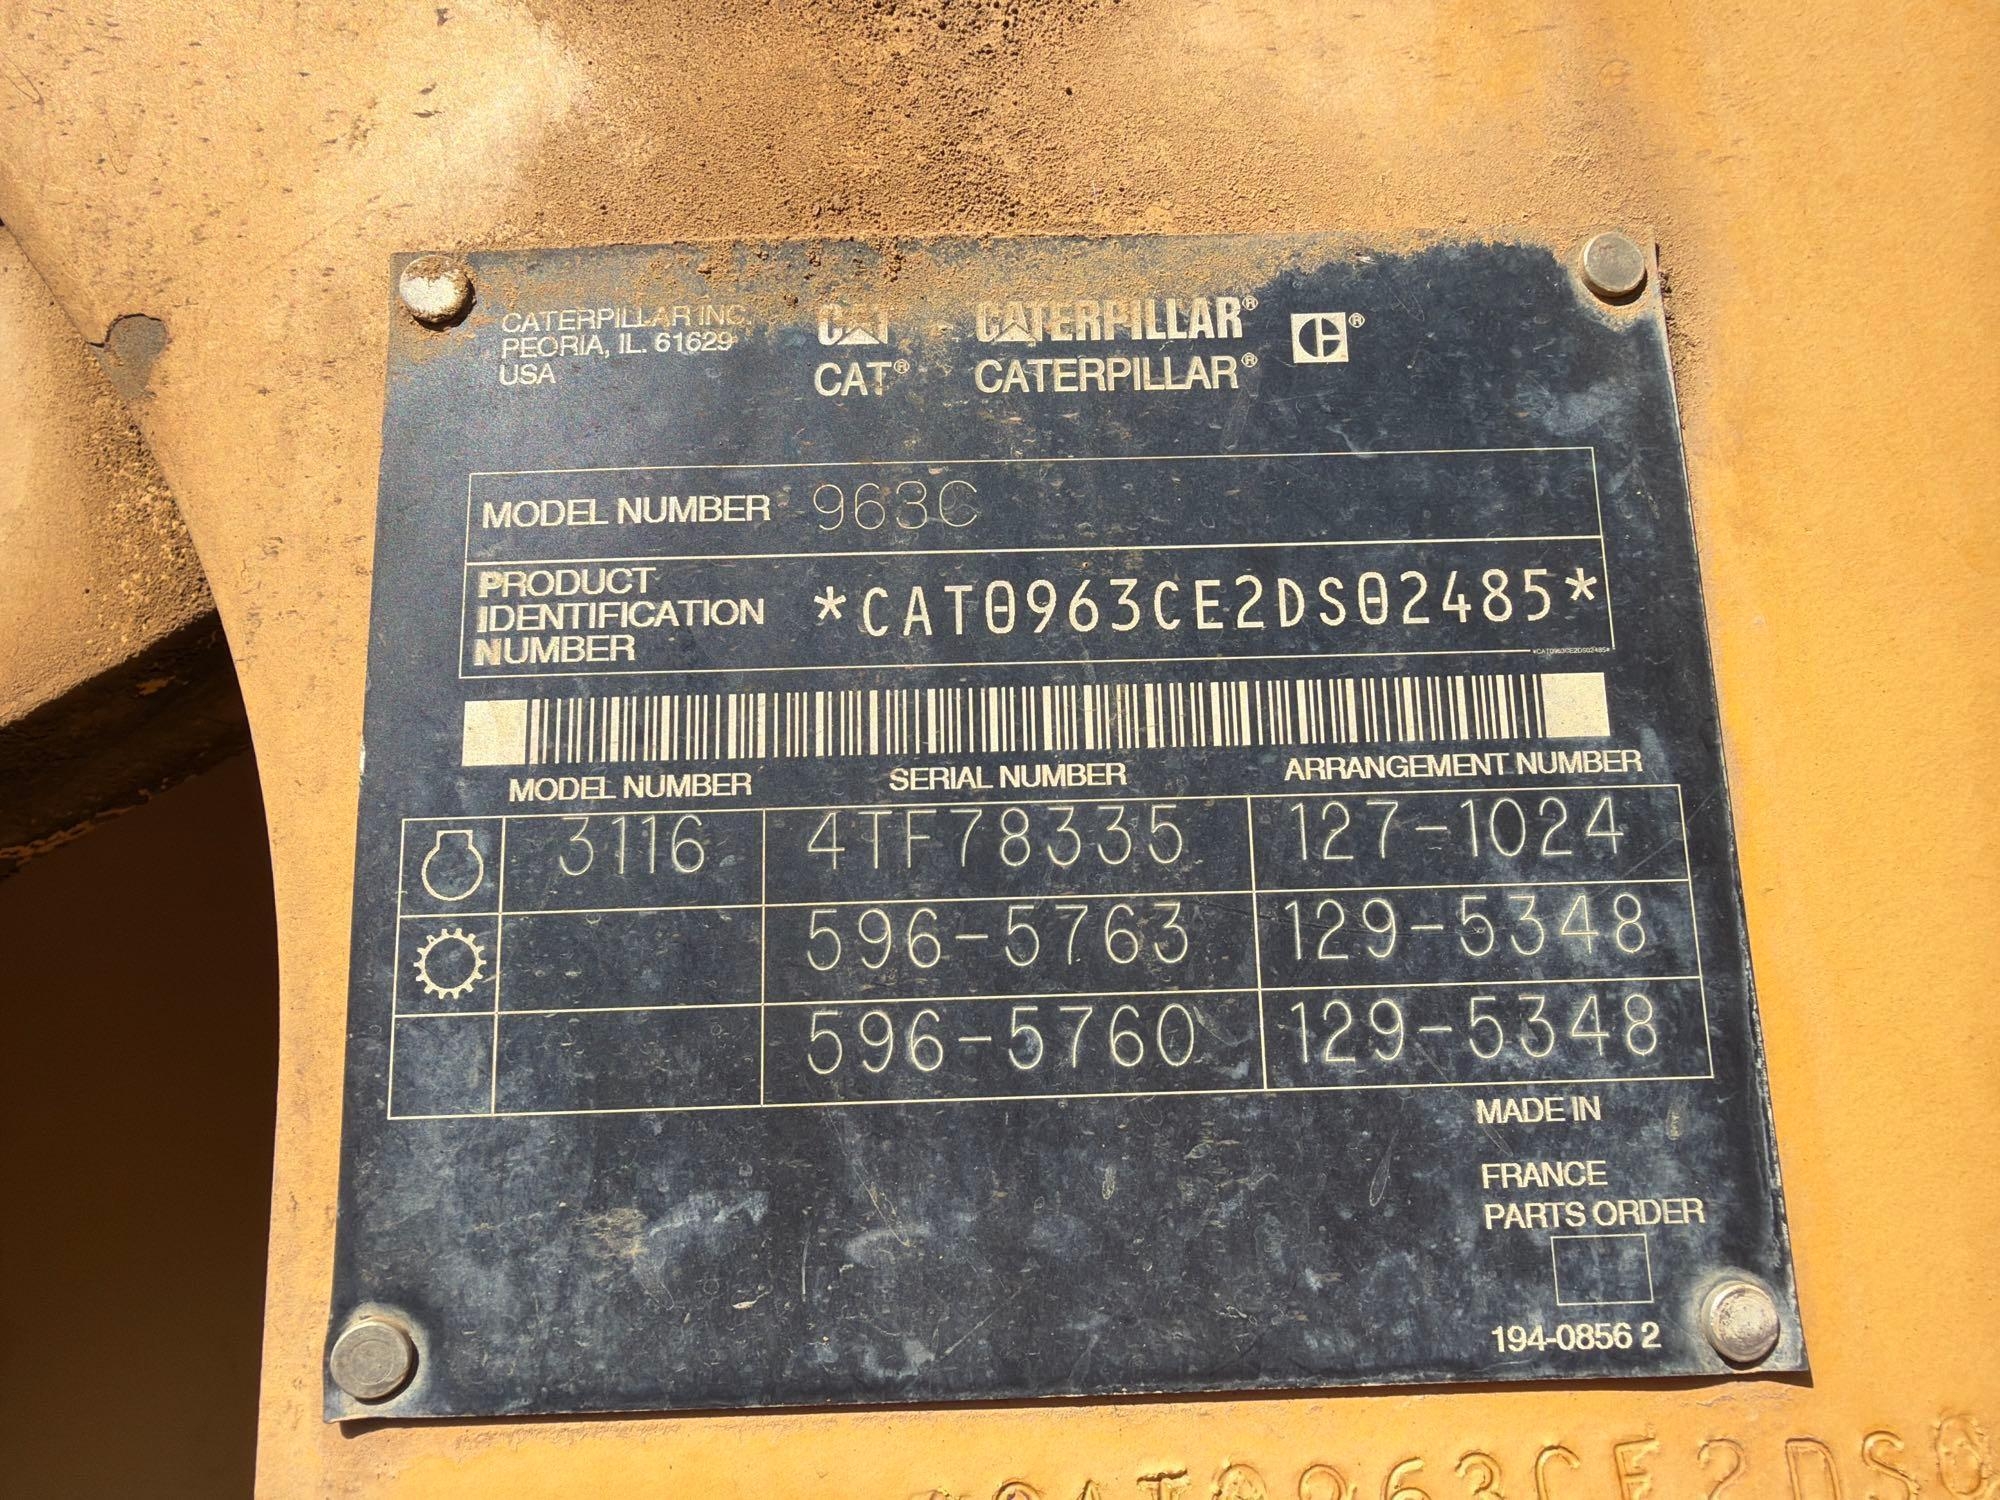 CATERPILLAR INC.
PEORIA, IL. 61629
USA
CAT CATERPILLAR®
CAT® CATERPILLAR®
MODEL NUMBER 963C
PRODUCT
IDENTIFICATION
NUMBER
*CAT0963CE2DS02485*
*CAT0963CE2DS02485*
MODEL NUMBER SERIAL NUMBER ARRANGEMENT NUMBER
3116 4TF78335 127-1024
596-5763 129-5348
596-5760 129-5348
MADE IN
FRANCE
PARTS ORDER
194-0856 2
*CAT0963CE2DS0